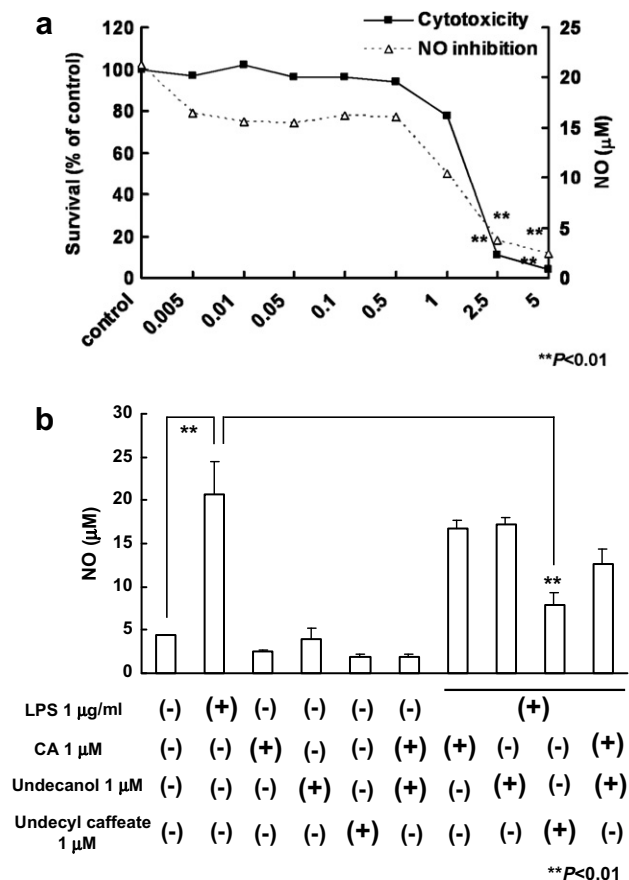 a
Cytotoxicity
NO inhibition
Survival (% of control)
120
100
80
60
40
20
0
25
20
15
10
5
0
NO (μM)
**
**
**
**
control
0.005
0.01
0.05
0.1
0.5
1
2.5
5
**P<0.01
b
NO (μM)
30
25
20
15
10
5
0
**
**
LPS 1 μg/ml (-) (+) (-) (-) (-) (-) (+)
CA 1 μM (-) (-) (+) (-) (-) (+) (+) (-) (-) (+)
Undecanol 1 μM (-) (-) (-) (+) (-) (+) (-) (+) (-) (+)
Undecyl caffeate (-) (-) (-) (-) (+) (-) (-) (-) (+) (-)
1 μM
**P<0.01